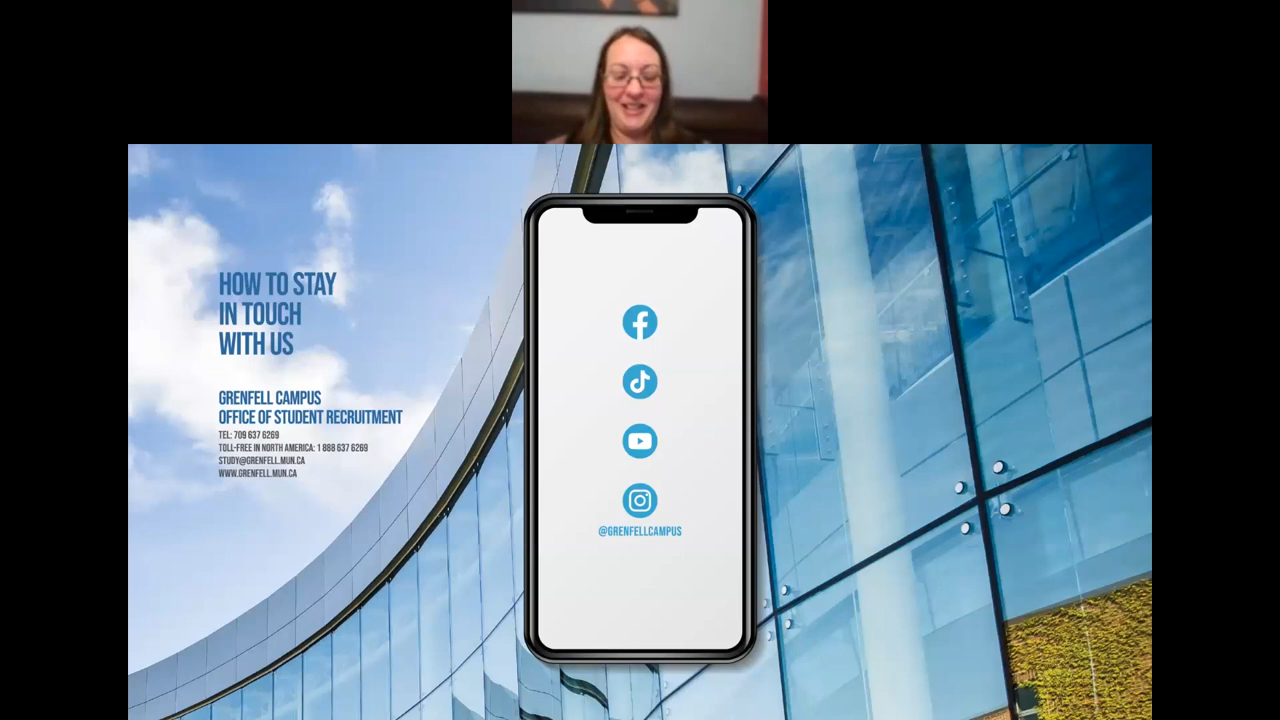 HOW TO STAY
IN TOUCH
WITH US
GRENFELL CAMPUS
OFFICE OF STUDENT RECRUITMENT
TEL: 709 637 6269
TOLL-FREE IN NORTH AMERICA: 1 888 637 6269
STUDY@GRENFELL.MUN.CA
WWW.GRENFELL.MUN.CA
@GRENFELLCAMPUS